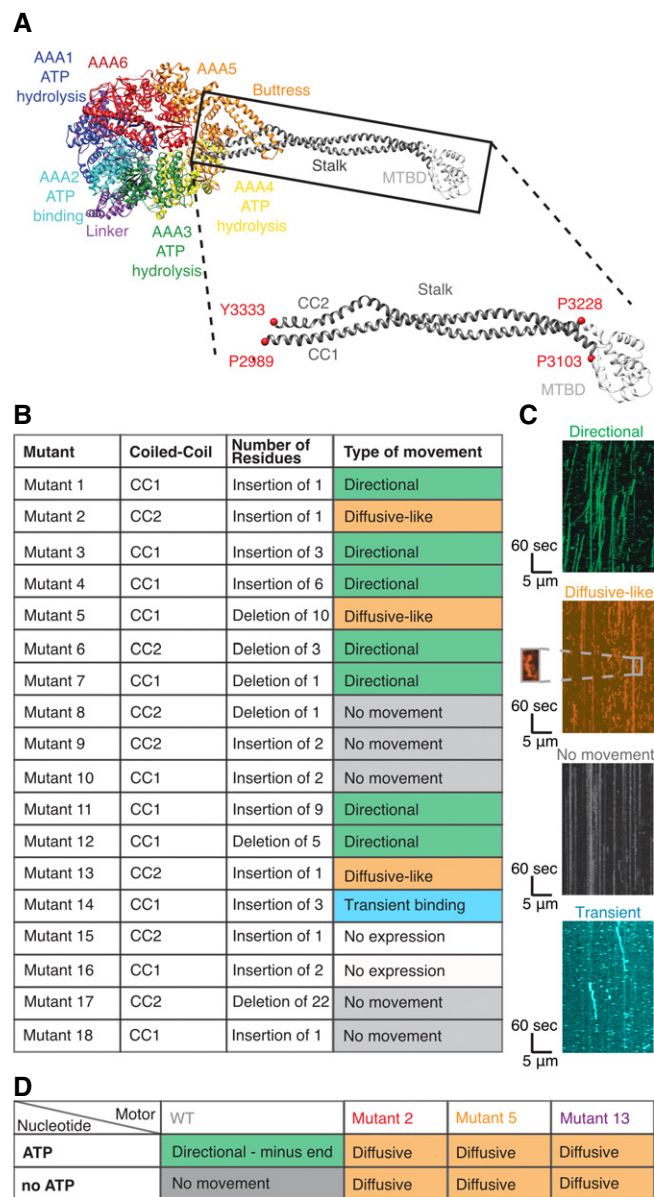 A
AAA1
ATP
hydrolysis
AAA6
AAA5
Buttress
AAA2
ATP
binding
Linker
AAA3
ATP
hydrolysis
AAA4
ATP
hydrolysis
Stalk
MTBD
Y3333
CC2
Stalk
P3228
P2989
CC1
P3103
MTBD
B
Mutant Coiled-Coil Number of Residues Type of movement
Mutant 1 CC1 Insertion of 1 Directional
Mutant 2 CC2 Insertion of 1 Diffusive-like
Mutant 3 CC1 Insertion of 3 Directional
Mutant 4 CC1 Insertion of 6 Directional
Mutant 5 CC1 Deletion of 10 Diffusive-like
Mutant 6 CC2 Deletion of 3 Directional
Mutant 7 CC1 Deletion of 1 Directional
Mutant 8 CC2 Deletion of 1 No movement
Mutant 9 CC2 Insertion of 2 No movement
Mutant 10 CC1 Insertion of 2 No movement
Mutant 11 CC1 Insertion of 9 Directional
Mutant 12 CC1 Deletion of 5 Directional
Mutant 13 CC2 Insertion of 1 Diffusive-like
Mutant 14 CC1 Insertion of 3 Transient binding
Mutant 15 CC2 Insertion of 1 No expression
Mutant 16 CC1 Insertion of 2 No expression
Mutant 17 CC2 Deletion of 22 No movement
Mutant 18 CC1 Insertion of 1 No movement
C
Directional
60 sec
5 µm
Diffusive-like
60 sec
5 µm
No movement
60 sec
5 µm
Transient
60 sec
5 µm
D
Motor
Nucleotide
WT Mutant 2 Mutant 5 Mutant 13
ATP Directional - minus end Diffusive Diffusive Diffusive
no ATP No movement Diffusive Diffusive Diffusive